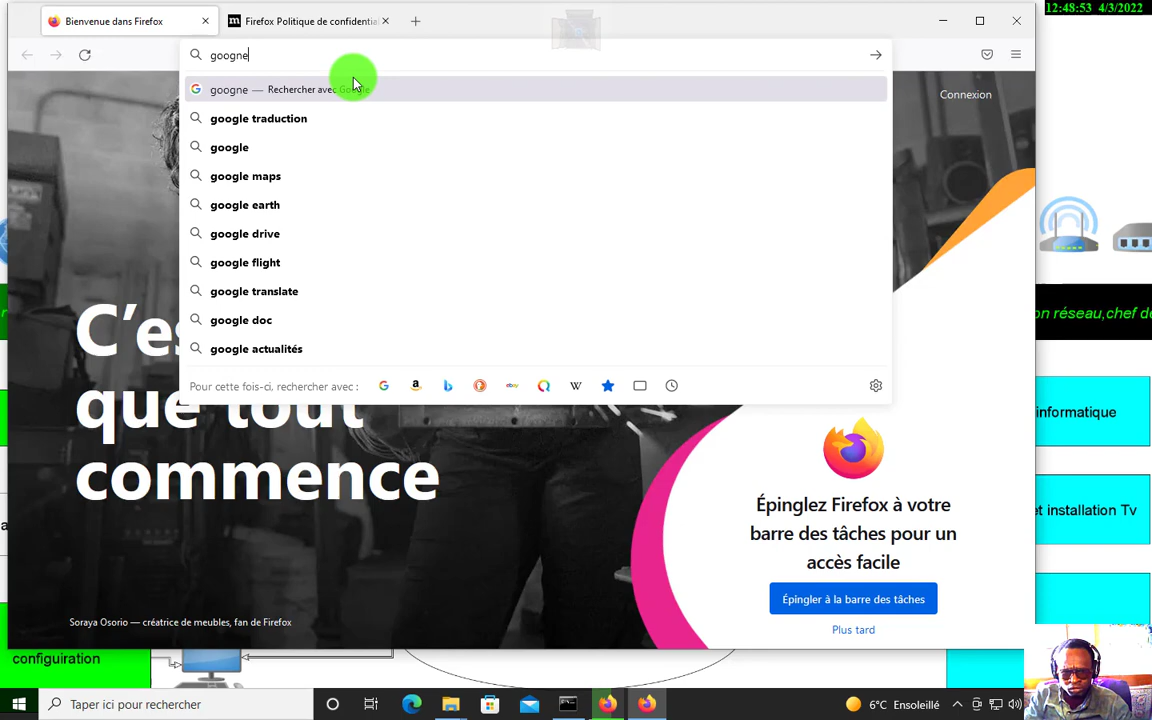 12:48:53 4/3/2022
Bienvenue dans Firefox
Firefox Politique de confidential
googne
googne — Rechercher avec Google
google traduction
google
google maps
google earth
google drive
google flight
google translate
google doc
google actualités
Pour cette fois-ci, rechercher avec :
Connexion
C'es
que tout
commence
Épinglez Firefox à votre
barre des tâches pour un
accès facile
Épingler à la barre des tâches
Plus tard
Soraya Osorio — créatrice de meubles, fan de Firefox
on réseau,chef de
informatique
et installation Tv
configuiration
Taper ici pour rechercher
6°C Ensoleillé